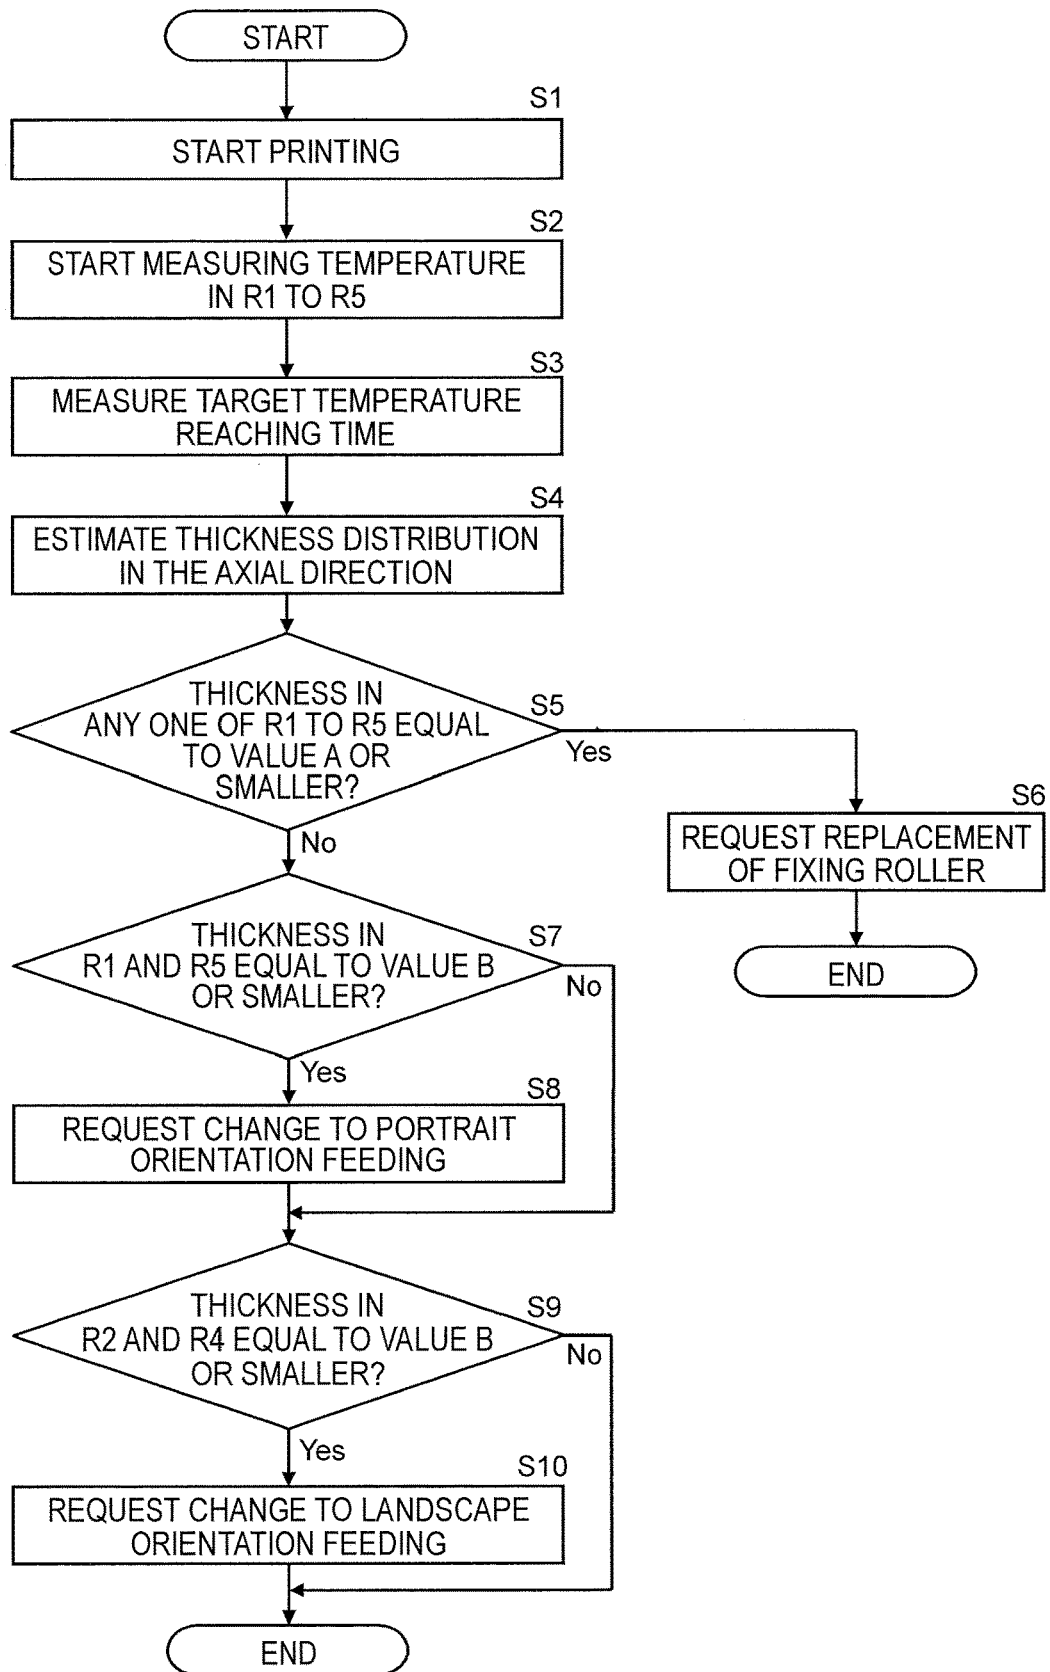 START
S1
START PRINTING
S2
START MEASURING TEMPERATURE
IN R1 TO R5
S3
MEASURE TARGET TEMPERATURE
REACHING TIME
S4
ESTIMATE THICKNESS DISTRIBUTION
IN THE AXIAL DIRECTION
S5
THICKNESS IN
ANY ONE OF R1 TO R5 EQUAL
TO VALUE A OR
SMALLER?
Yes
No
S6
REQUEST REPLACEMENT
OF FIXING ROLLER
END
S7
THICKNESS IN
R1 AND R5 EQUAL TO VALUE B
OR SMALLER?
No
Yes
S8
REQUEST CHANGE TO PORTRAIT
ORIENTATION FEEDING
S9
THICKNESS IN
R2 AND R4 EQUAL TO VALUE B
OR SMALLER?
No
Yes
S10
REQUEST CHANGE TO LANDSCAPE
ORIENTATION FEEDING
END